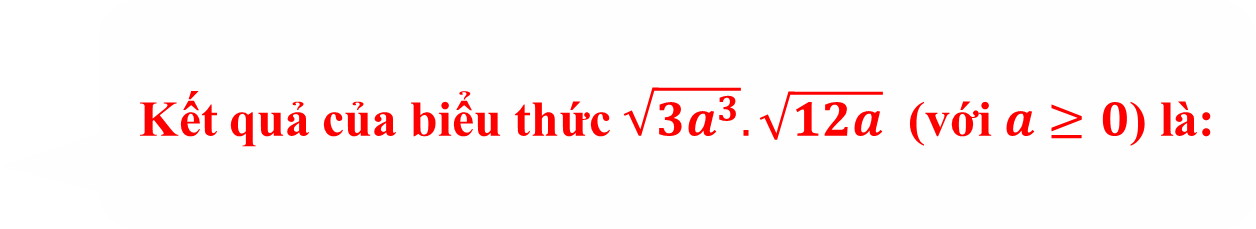 Kết quả của biểu thức √3a³.√12a (với a ≥ 0) là: